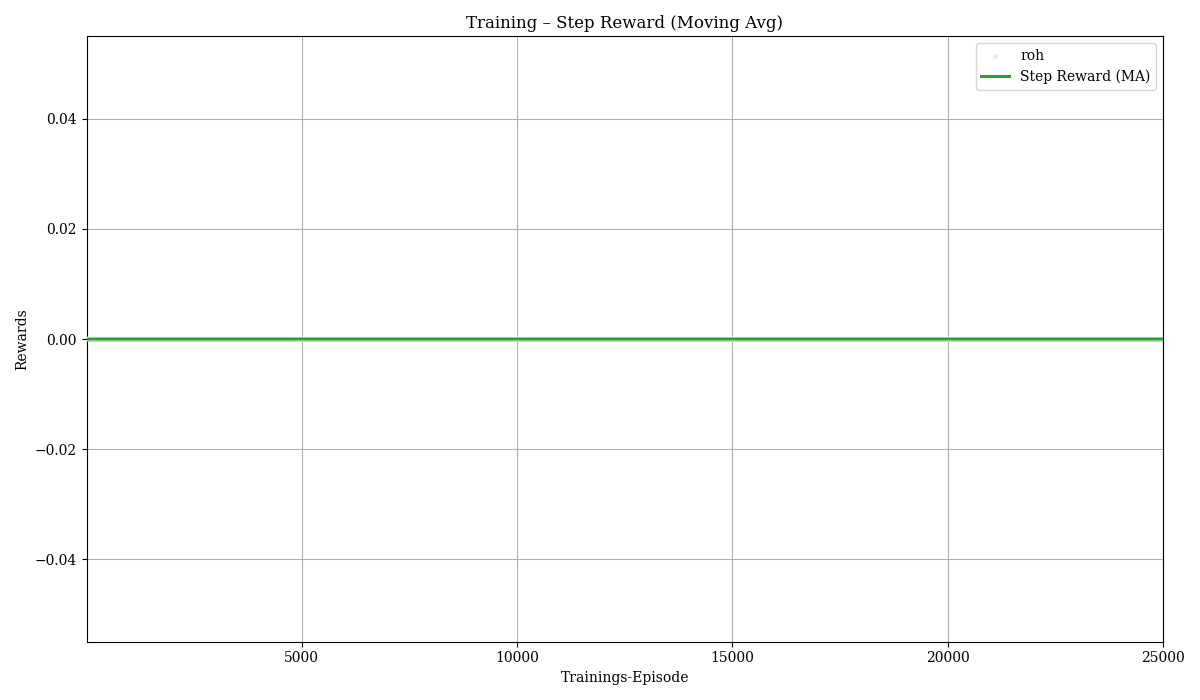 Training – Step Reward (Moving Avg)
roh
Step Reward (MA)
Rewards
0.04
0.02
0.00
−0.02
−0.04
5000
10000
15000
20000
25000
Trainings-Episode